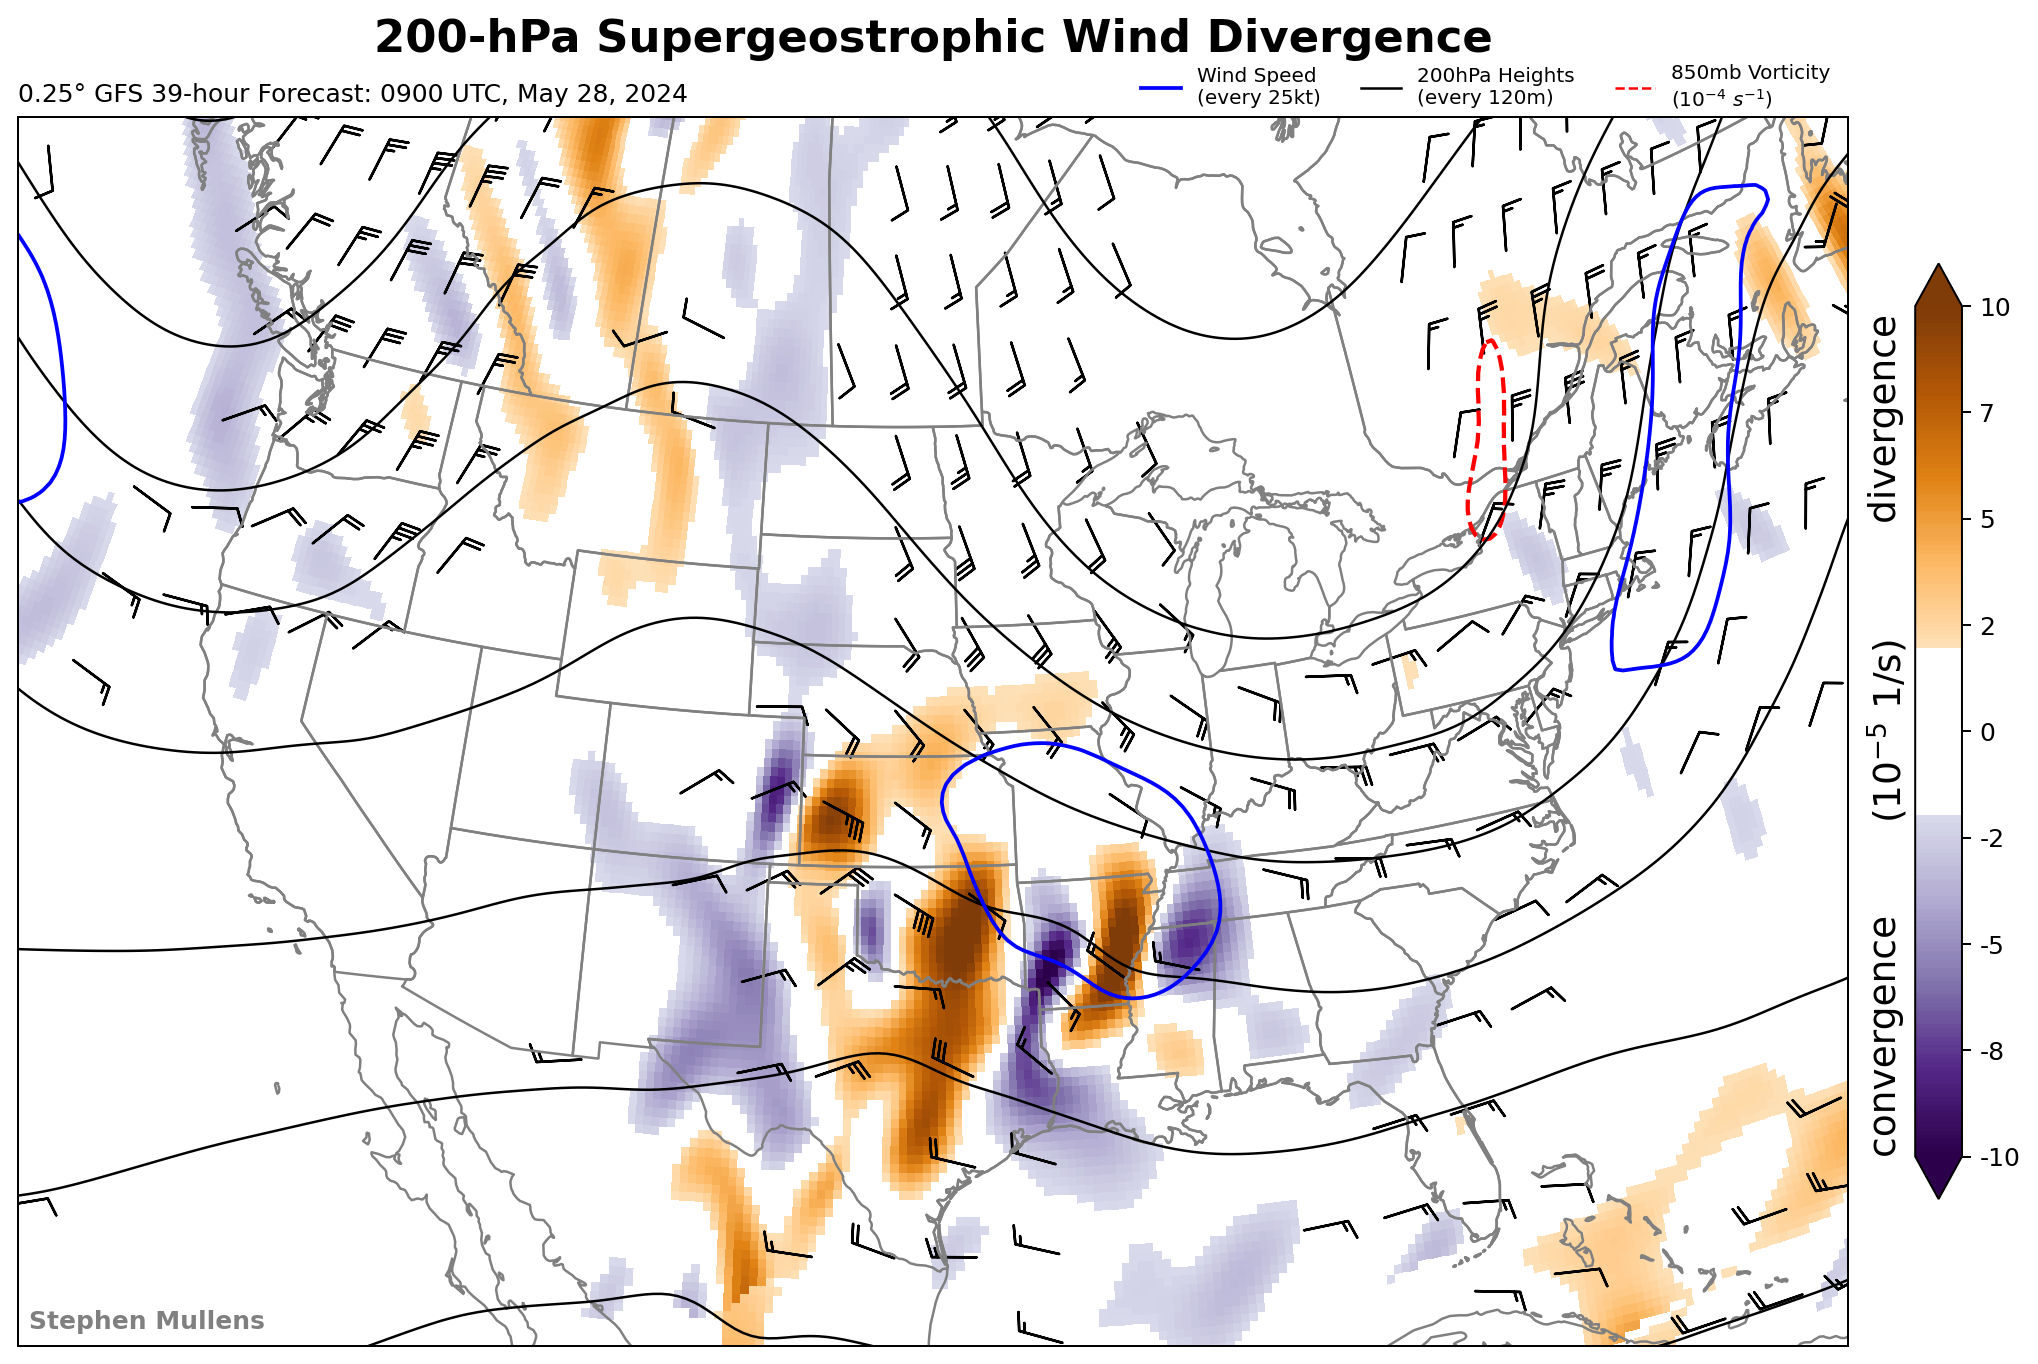 200-hPa Supergeostrophic Wind Divergence
0.25° GFS 39-hour Forecast: 0900 UTC, May 28, 2024
Wind Speed
(every 25kt)
200hPa Heights
(every 120m)
850mb Vorticity
(10⁻⁴ s⁻¹)
10
7
5
2
0
-2
-5
-8
-10
convergence (10⁻⁵ 1/s) divergence
Stephen Mullens